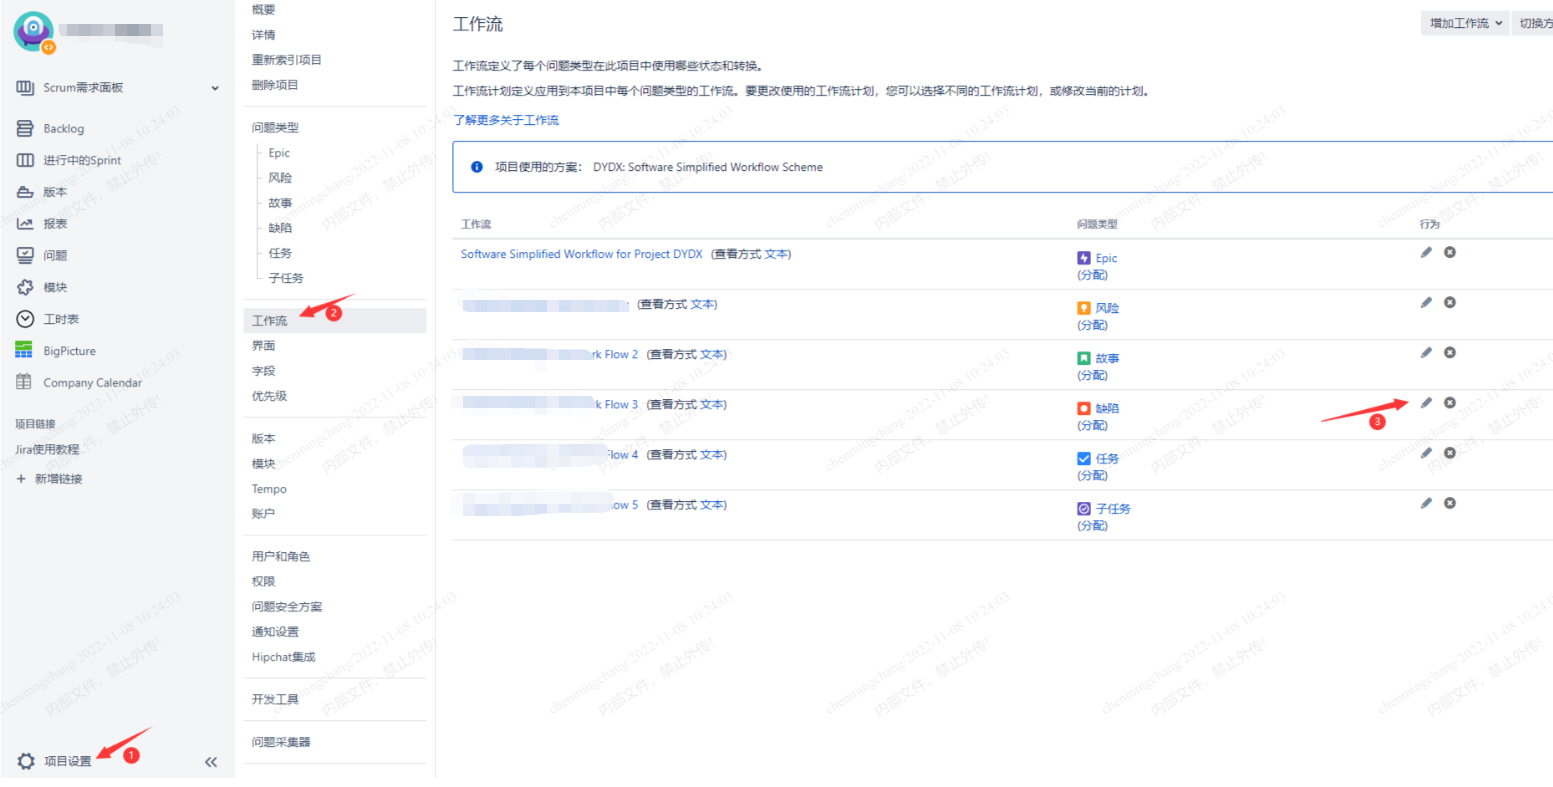 Scrum需求面板
Backlog
进行中的Sprint
版本
报表
问题
模块
工时表
BigPicture
Company Calendar
项目链接
Jira使用教程
+ 新增链接
项目设置
1
概要
详情
重新索引项目
删除项目
问题类型
Epic
风险
故事
缺陷
任务
子任务
工作流
2
界面
字段
优先级
版本
模块
Tempo
账户
用户和角色
权限
问题安全方案
通知设置
Hipchat集成
开发工具
问题采集器
工作流
增加工作流
切换方
工作流定义了每个问题类型在此项目中使用哪些状态和转换。
工作流计划定义应用到本项目中每个问题类型的工作流。要更改使用的工作流计划，您可以选择不同的工作流计划，或修改当前的计划。
了解更多关于工作流
项目使用的方案： DYDX: Software Simplified Workflow Scheme
工作流 问题类型 行为
Software Simplified Workflow for Project DYDX (查看方式 文本) Epic
(分配)
(查看方式 文本) 风险
(分配)
rk Flow 2 (查看方式 文本) 故事
(分配)
k Flow 3 (查看方式 文本) 缺陷
(分配)
3
Flow 4 (查看方式 文本) 任务
(分配)
ow 5 (查看方式 文本) 子任务
(分配)
chenmingchang/2022-11-08 10:24:03
内部文件，禁止外传!